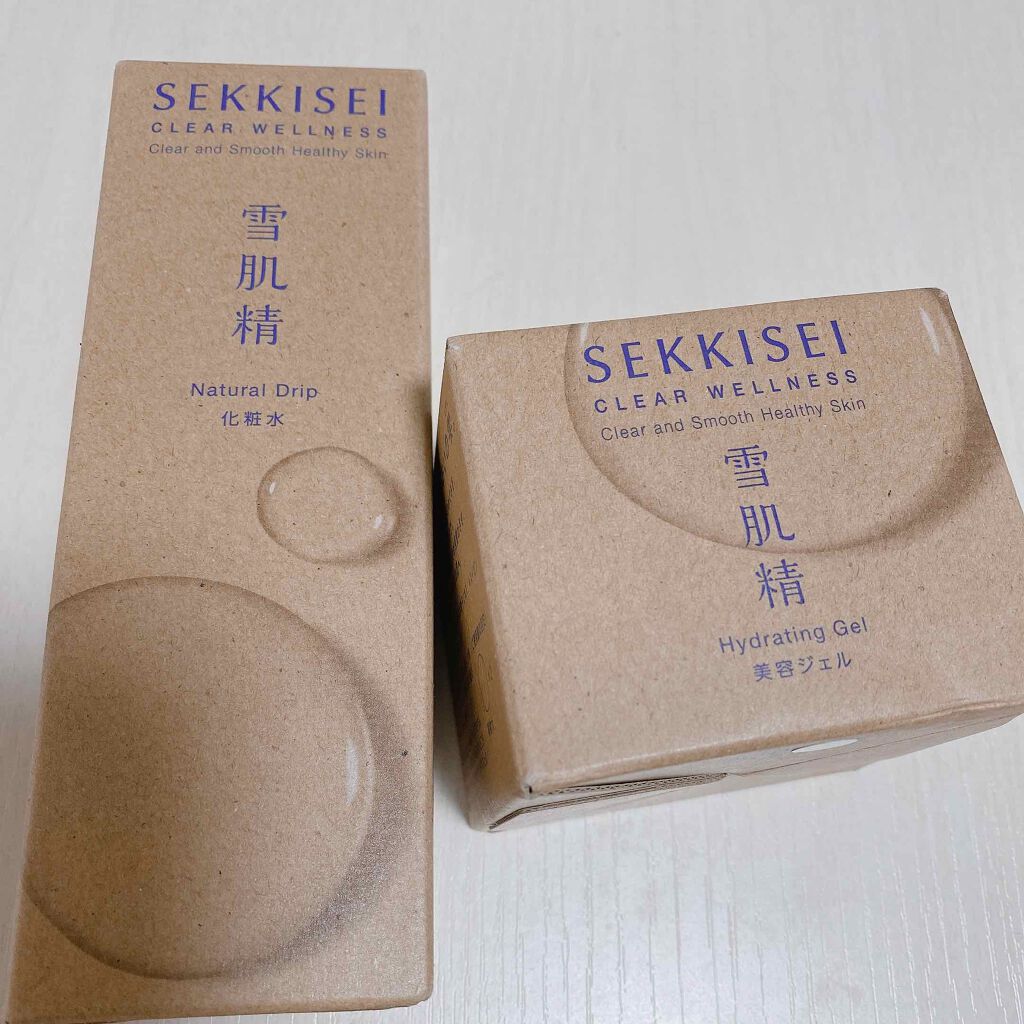 SEKKISEI
CLEAR WELLNESS
Clear and Smooth Healthy Skin
雪肌精
Natural Drip
化粧水
SEKKISEI
CLEAR WELLNESS
Clear and Smooth Healthy Skin
雪肌精
Hydrating Gel
美容ジェル